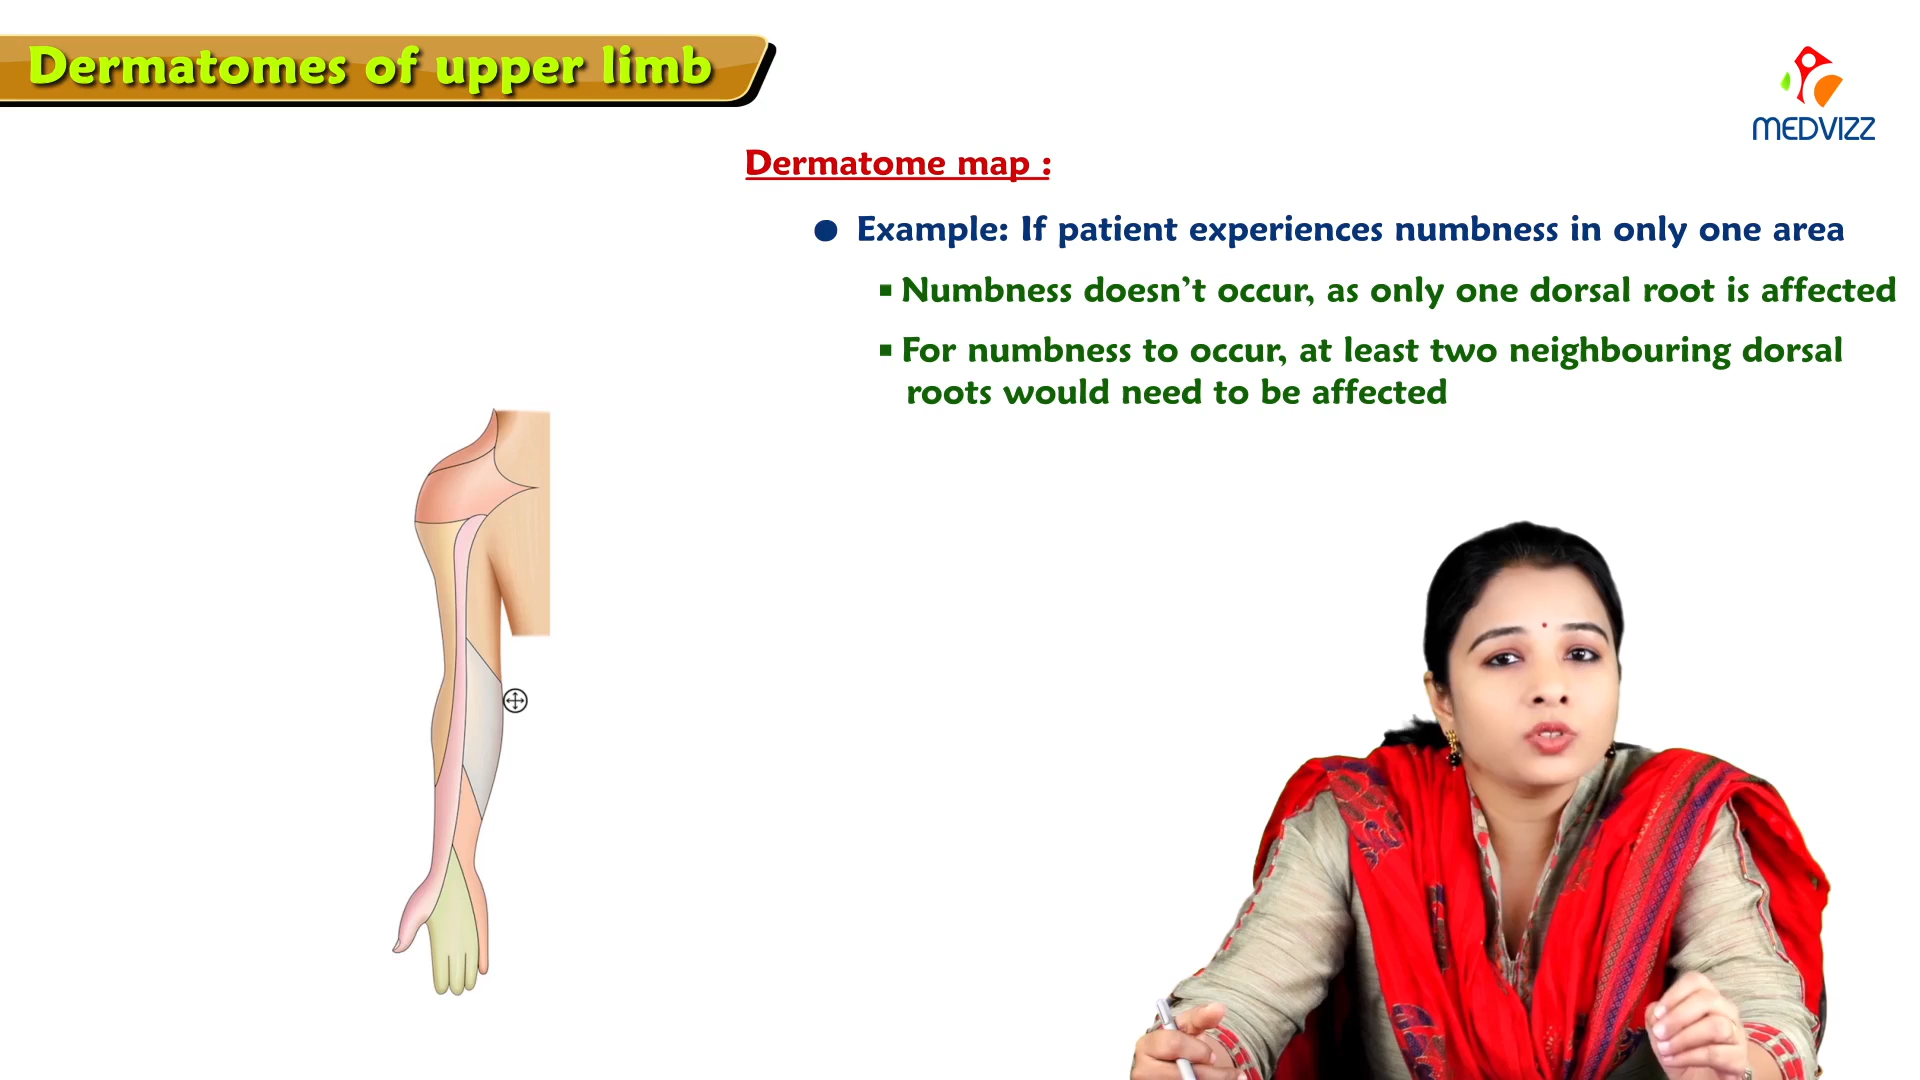 Dermatomes of upper limb
MEDVIZZ
Dermatome map :
● Example: If patient experiences numbness in only one area
▪ Numbness doesn't occur, as only one dorsal root is affected
▪ For numbness to occur, at least two neighbouring dorsal
roots would need to be affected